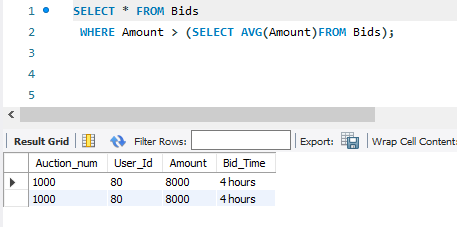 1 SELECT * FROM Bids
2 WHERE Amount > (SELECT AVG(Amount)FROM Bids);
3
4
5
Result Grid Filter Rows: Export: Wrap Cell Content:
Auction_num User_Id Amount Bid_Time
1000 80 8000 4 hours
1000 80 8000 4 hours